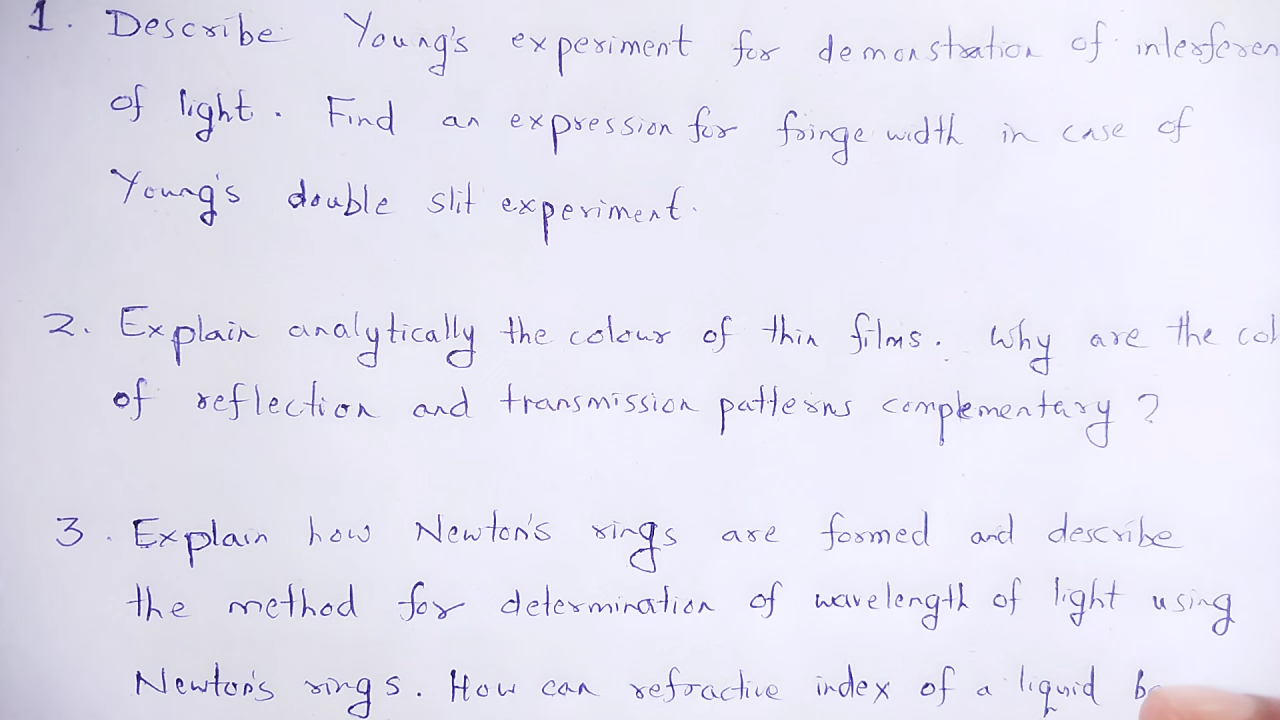 1. Describe Young's experiment for demonstration of interferen
of light. Find an expression for fringe width in case of
Young's double slit experiment.
2. Explain analytically the colour of thin films. Why are the col
of reflection and transmission patterns complementary ?
3. Explain how Newton's rings are formed and describe
the method for determination of wavelength of light using
Newton's rings. How can refractive index of a liquid b